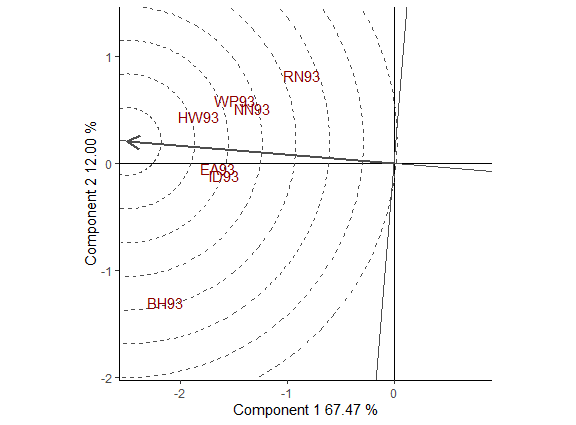 1
RN93
WP93
NN93
HW93
0
EA93
ID93
-1
BH93
-2
-2
-1
0
Component 1 67.47 %
Component 2 12.00 %